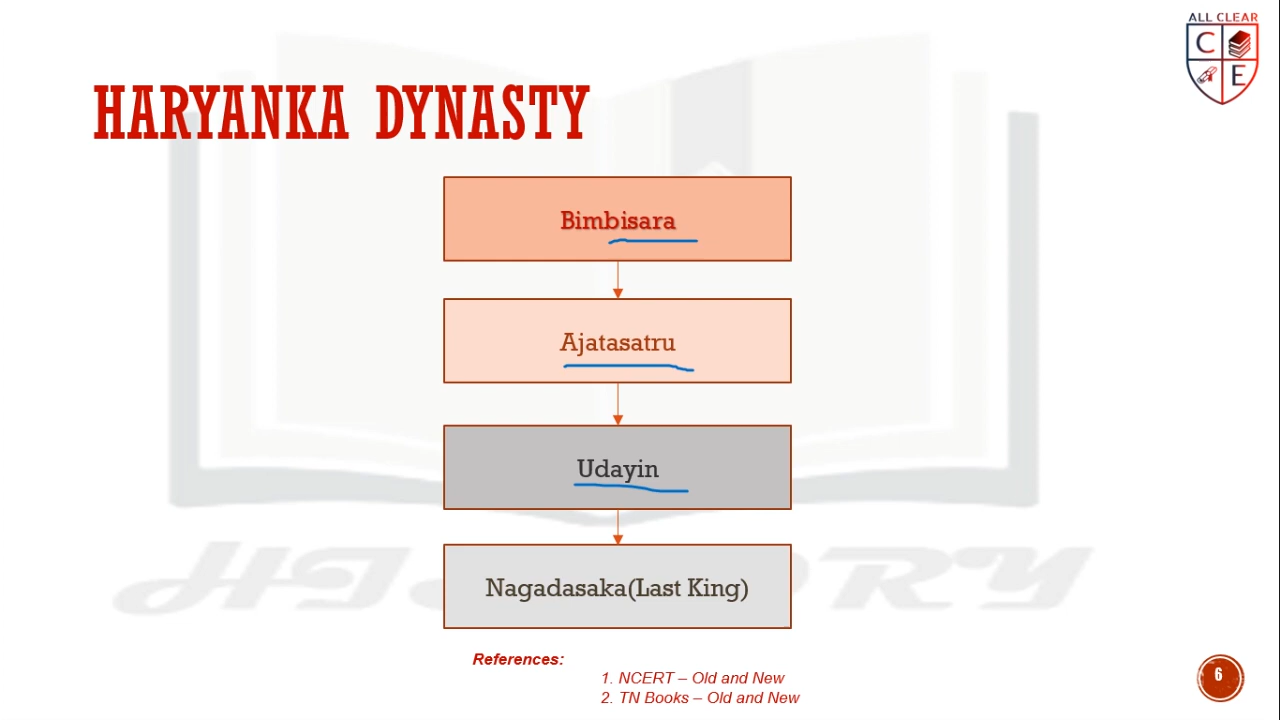 ALL CLEAR
C
E
HARYANKA DYNASTY
Bimbisara
Ajatasatru
Udayin
Nagadasaka(Last King)
HISTORY
References:
1. NCERT – Old and New
2. TN Books – Old and New
6